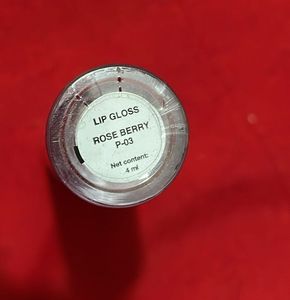 LIP GLOSS
ROSE BERRY
P-03
Net content:
4 ml